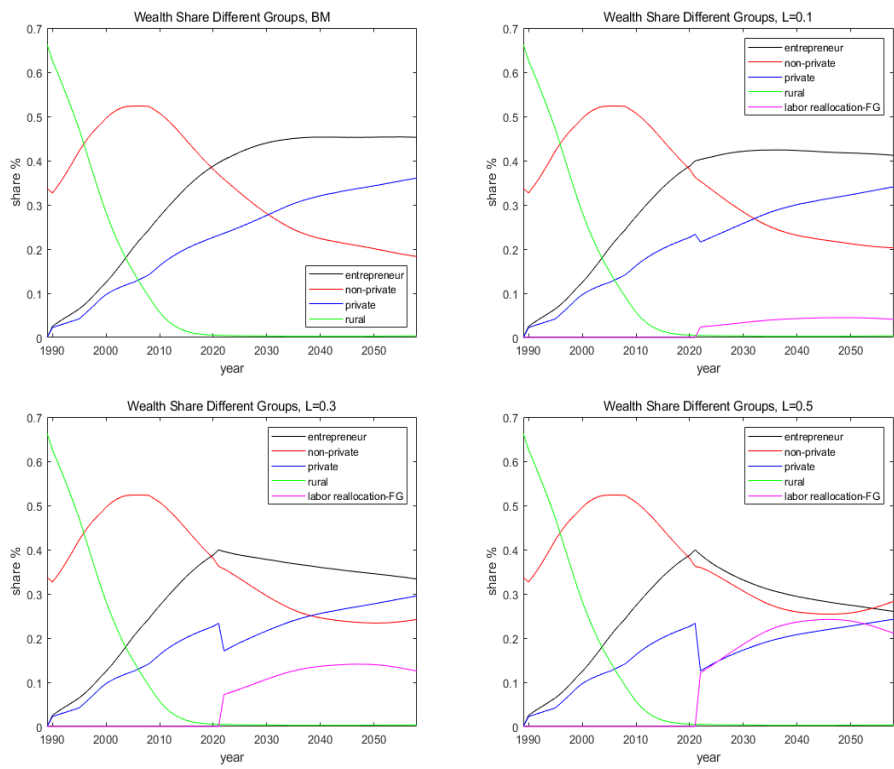 Wealth Share Different Groups, BM
0.7
0.6
0.5
0.4
0.3
0.2
0.1
0
share %
entrepreneur
non-private
private
rural
1990 2000 2010 2020 2030 2040 2050
year
Wealth Share Different Groups, L=0.1
0.7
0.6
0.5
0.4
0.3
0.2
0.1
0
share %
entrepreneur
non-private
private
rural
labor reallocation-FG
1990 2000 2010 2020 2030 2040 2050
year
Wealth Share Different Groups, L=0.3
0.7
0.6
0.5
0.4
0.3
0.2
0.1
0
share %
entrepreneur
non-private
private
rural
labor reallocation-FG
1990 2000 2010 2020 2030 2040 2050
year
Wealth Share Different Groups, L=0.5
0.7
0.6
0.5
0.4
0.3
0.2
0.1
0
share %
entrepreneur
non-private
private
rural
labor reallocation-FG
1990 2000 2010 2020 2030 2040 2050
year